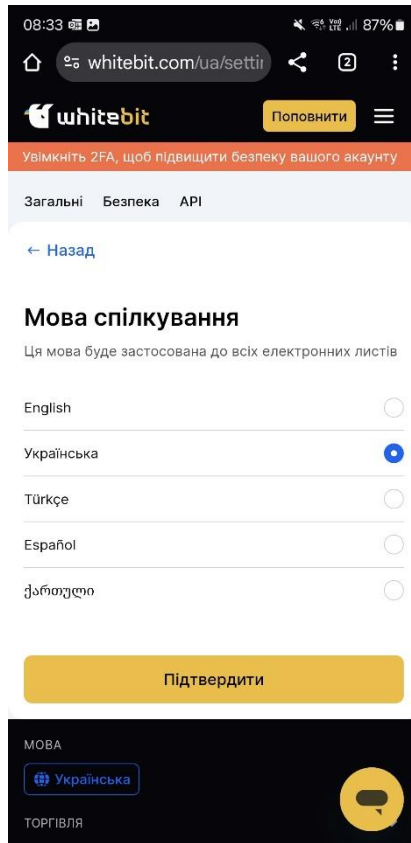 08:33 87%
whitebit.com/ua/settin
2
whitebit Поповнити
Увімкніть 2FA, щоб підвищити безпеку вашого акаунту
Загальні Безпека API
← Назад
Мова спілкування
Ця мова буде застосована до всіх електронних листів
English
Українська
Türkçe
Español
ქართული
Підтвердити
МОВА
Українська
ТОРГІВЛЯ